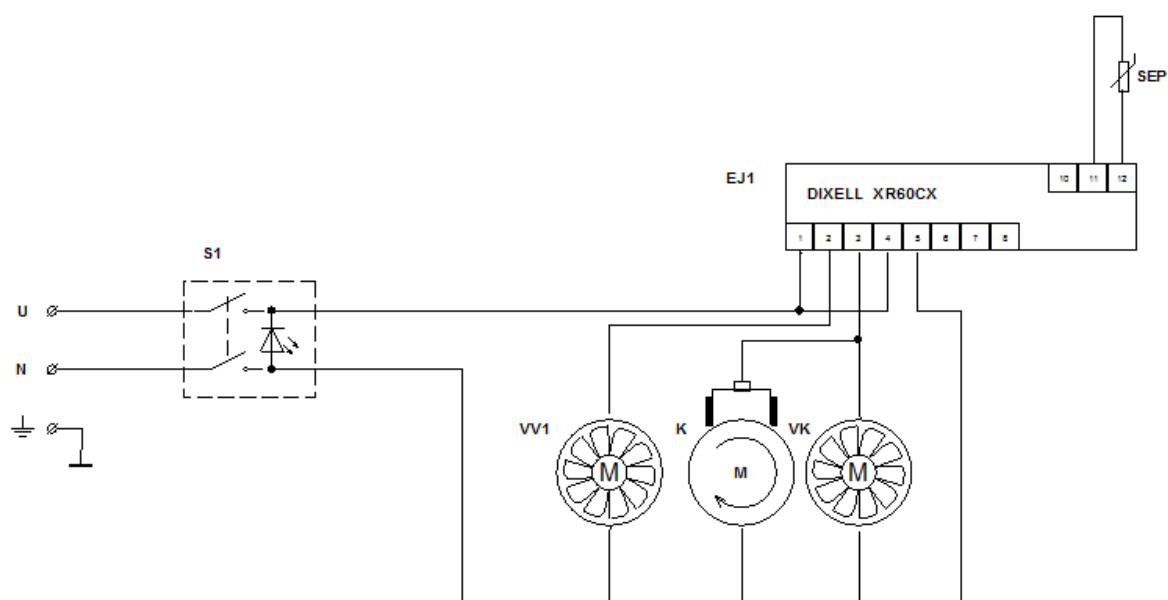 SEP
10 11 12
EJ1
DIXELL XR60CX
1 2 3 4 5 6 7 8
S1
U
N
VV1
K
VK
M
M
M